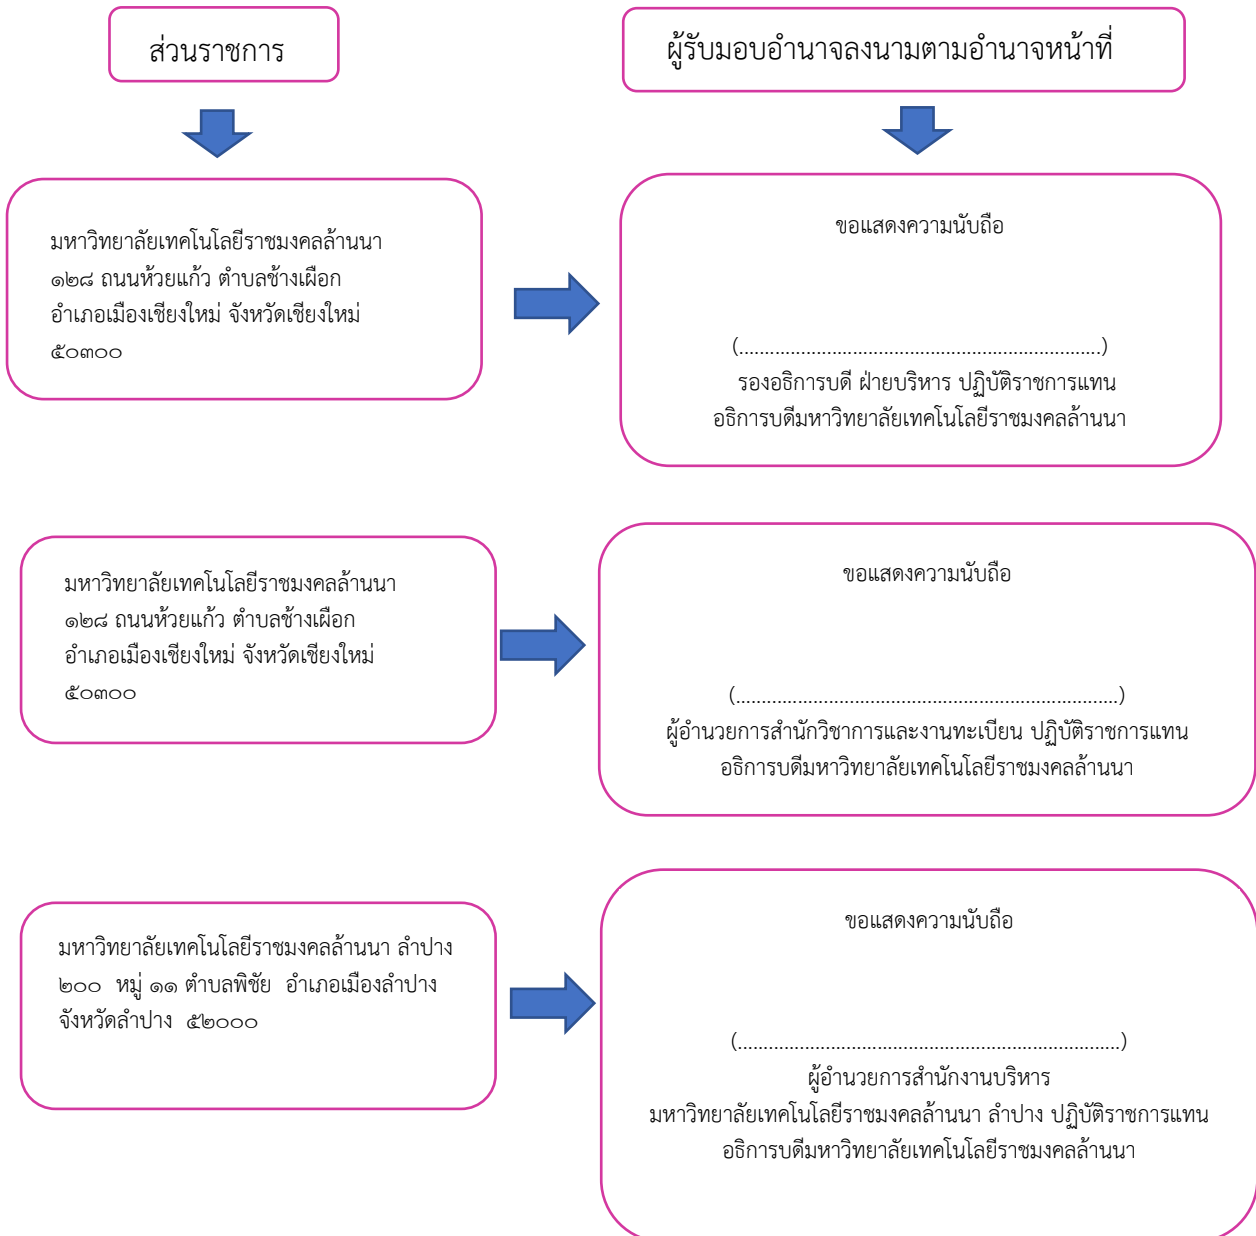 ส่วนราชการ
ผู้รับมอบอำนาจลงนามตามอำนาจหน้าที่
มหาวิทยาลัยเทคโนโลยีราชมงคลล้านนา
๑๒๘ ถนนห้วยแก้ว ตำบลช้างเผือก
อำเภอเมืองเชียงใหม่ จังหวัดเชียงใหม่
๕๐๓๐๐
ขอแสดงความนับถือ
(......................................................................)
รองอธิการบดี ฝ่ายบริหาร ปฏิบัติราชการแทน
อธิการบดีมหาวิทยาลัยเทคโนโลยีราชมงคลล้านนา
มหาวิทยาลัยเทคโนโลยีราชมงคลล้านนา
๑๒๘ ถนนห้วยแก้ว ตำบลช้างเผือก
อำเภอเมืองเชียงใหม่ จังหวัดเชียงใหม่
๕๐๓๐๐
ขอแสดงความนับถือ
(..........................................................................)
ผู้อำนวยการสำนักวิชาการและงานทะเบียน ปฏิบัติราชการแทน
อธิการบดีมหาวิทยาลัยเทคโนโลยีราชมงคลล้านนา
มหาวิทยาลัยเทคโนโลยีราชมงคลล้านนา ลำปาง
๒๐๐ หมู่ ๑๑ ตำบลพิชัย อำเภอเมืองลำปาง
จังหวัดลำปาง ๕๒๐๐๐
ขอแสดงความนับถือ
(..........................................................................)
ผู้อำนวยการสำนักงานบริหาร
มหาวิทยาลัยเทคโนโลยีราชมงคลล้านนา ลำปาง ปฏิบัติราชการแทน
อธิการบดีมหาวิทยาลัยเทคโนโลยีราชมงคลล้านนา